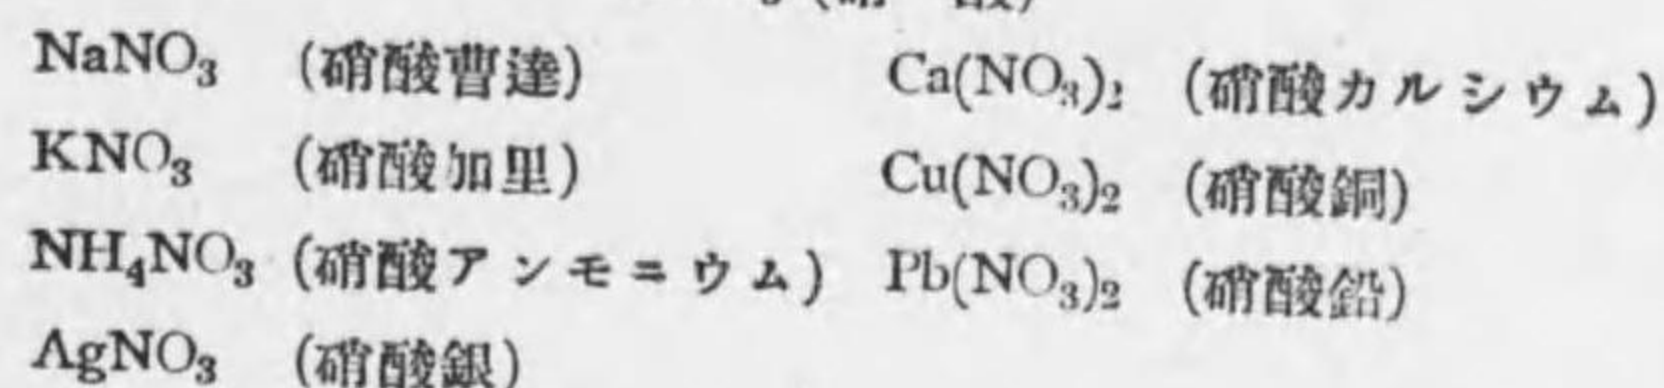 NaNO₃ (硝酸曹達) Ca(NO₃)₂ (硝酸カルシウム)
KNO₃ (硝酸加里) Cu(NO₃)₂ (硝酸銅)
NH₄NO₃ (硝酸アンモニウム) Pb(NO₃)₂ (硝酸鉛)
AgNO₃ (硝酸銀)